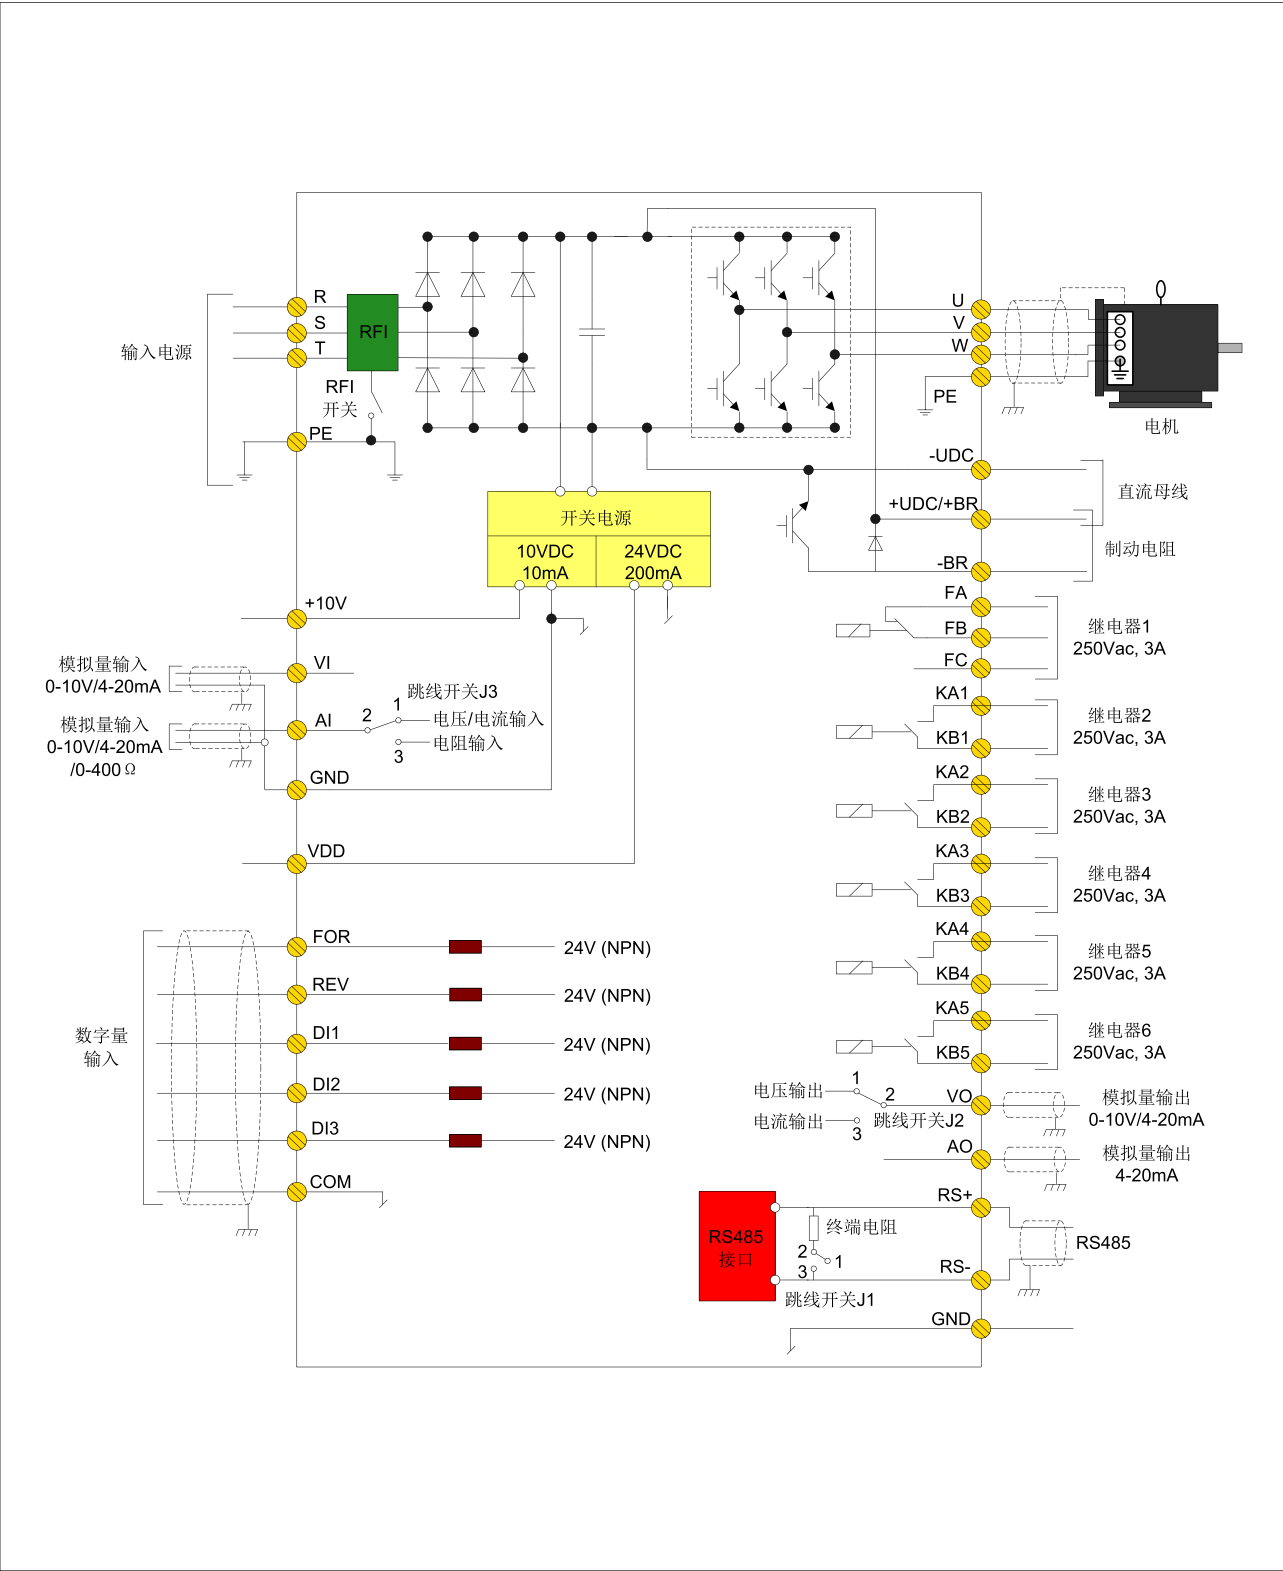 R
S
T
RFI
输入电源
RFI
开关
PE
U
V
W
PE
电机
-UDC
直流母线
+UDC/+BR
制动电阻
-BR
开关电源
10VDC
10mA
24VDC
200mA
+10V
模拟量输入
0-10V/4-20mA
VI
模拟量输入
0-10V/4-20mA
/0-400Ω
AI
跳线开关J3
1
2
3
电压/电流输入
电阻输入
GND
VDD
数字量
输入
FOR
24V (NPN)
REV
24V (NPN)
DI1
24V (NPN)
DI2
24V (NPN)
DI3
24V (NPN)
COM
FA
FB
FC
继电器1
250Vac, 3A
KA1
KB1
继电器2
250Vac, 3A
KA2
KB2
继电器3
250Vac, 3A
KA3
KB3
继电器4
250Vac, 3A
KA4
KB4
继电器5
250Vac, 3A
KA5
KB5
继电器6
250Vac, 3A
电压输出
1
2
电流输出
3
跳线开关J2
VO
模拟量输出
0-10V/4-20mA
AO
模拟量输出
4-20mA
RS485
接口
RS+
终端电阻
2
1
3
RS-
跳线开关J1
RS485
GND